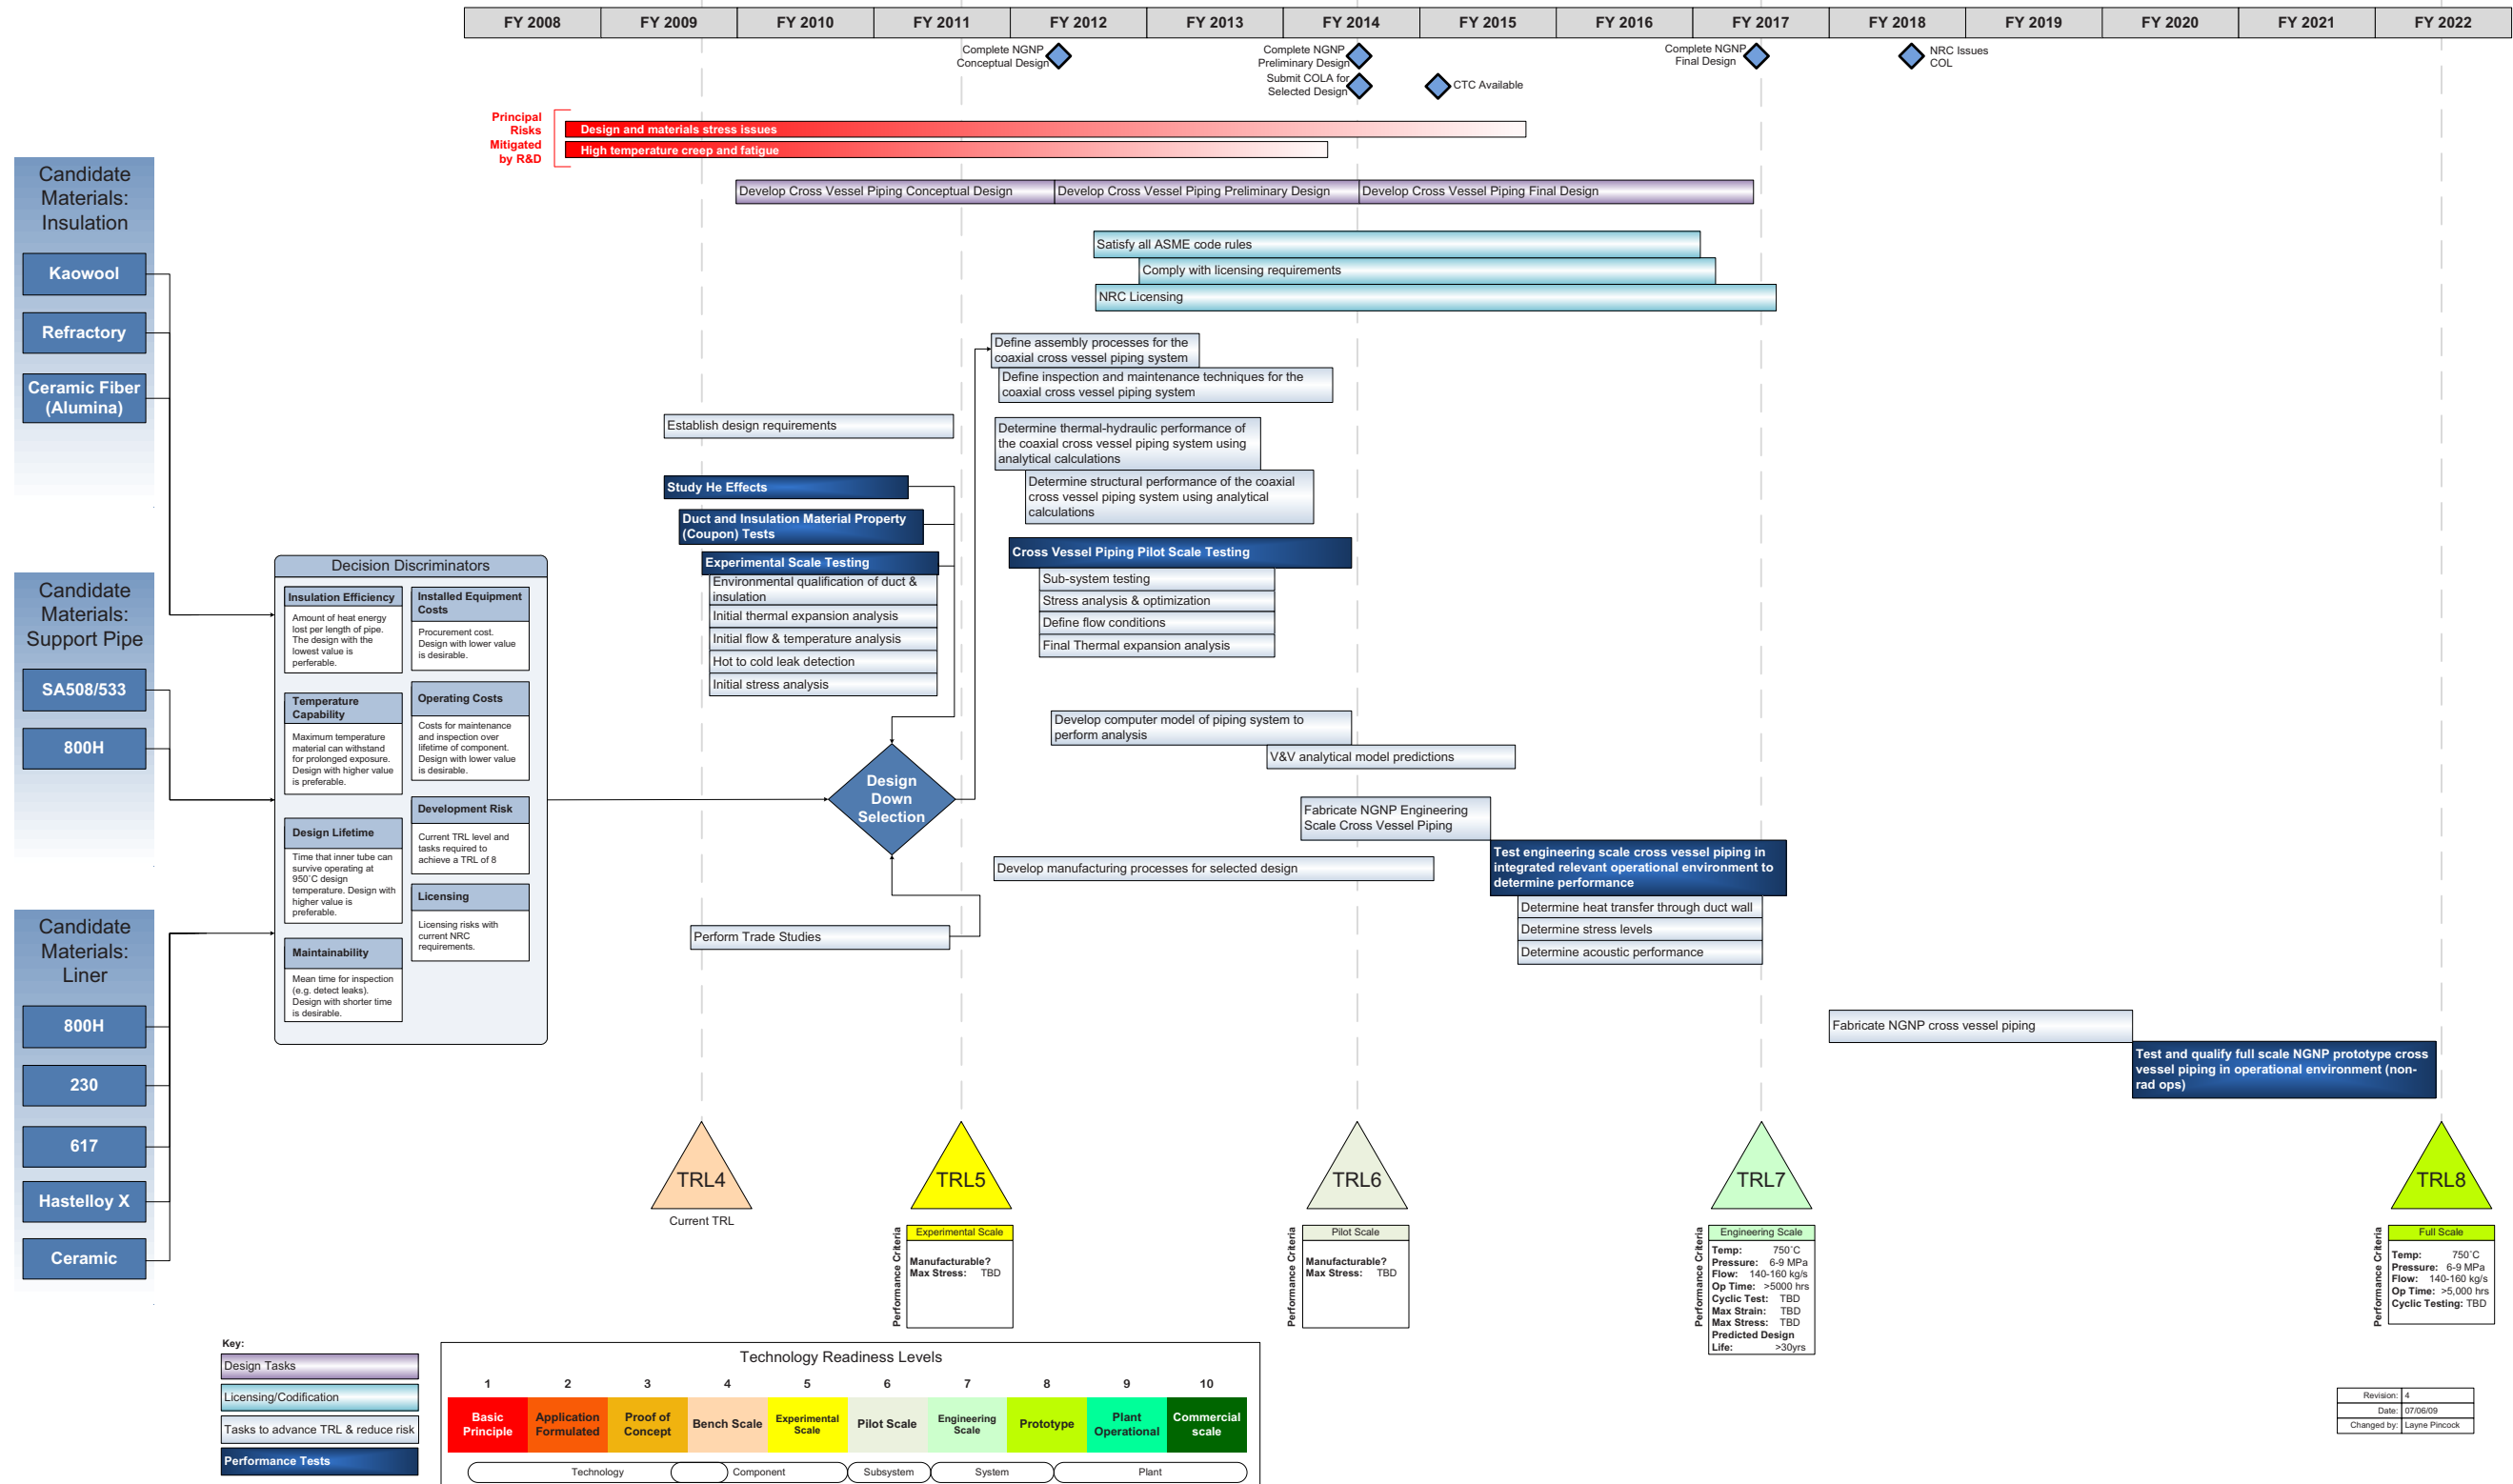 FY 2008
FY 2009
FY 2010
FY 2011
FY 2012
FY 2013
FY 2014
FY 2015
FY 2016
FY 2017
FY 2018
FY 2019
FY 2020
FY 2021
FY 2022
Complete NGNP
Conceptual Design
Complete NGNP
Preliminary Design
Submit COLA for
Selected Design
CTC Available
Complete NGNP
Final Design
NRC Issues
COL
Principal
Risks
Mitigated
by R&D
Design and materials stress issues
High temperature creep and fatigue
Develop Cross Vessel Piping Conceptual Design
Develop Cross Vessel Piping Preliminary Design
Develop Cross Vessel Piping Final Design
Satisfy all ASME code rules
Comply with licensing requirements
NRC Licensing
Candidate
Materials:
Insulation
Kaowool
Refractory
Ceramic Fiber
(Alumina)
Candidate
Materials:
Support Pipe
SA508/533
800H
Candidate
Materials:
Liner
800H
230
617
Hastelloy X
Ceramic
Decision Discriminators
Insulation Efficiency
Amount of heat energy
lost per length of pipe.
The design with the
lowest value is
perferable.
Temperature
Capability
Maximum temperature
material can withstand
for prolonged exposure.
Design with higher value
is preferable.
Design Lifetime
Time that inner tube can
survive operating at
950˚C design
temperature. Design with
higher value is
preferable.
Maintainability
Mean time for inspection
(e.g. detect leaks).
Design with shorter time
is desirable.
Installed Equipment
Costs
Procurement cost.
Design with lower value
is desirable.
Operating Costs
Costs for maintenance
and inspection over
lifetime of component.
Design with lower value
is desirable.
Development Risk
Current TRL level and
tasks required to
achieve a TRL of 8
Licensing
Licensing risks with
current NRC
requirements.
Establish design requirements
Study He Effects
Duct and Insulation Material Property
(Coupon) Tests
Experimental Scale Testing
Environmental qualification of duct &
insulation
Initial thermal expansion analysis
Initial flow & temperature analysis
Hot to cold leak detection
Initial stress analysis
Design
Down
Selection
Perform Trade Studies
Define assembly processes for the
coaxial cross vessel piping system
Define inspection and maintenance techniques for the
coaxial cross vessel piping system
Determine thermal-hydraulic performance of
the coaxial cross vessel piping system using
analytical calculations
Determine structural performance of the coaxial
cross vessel piping system using analytical
calculations
Cross Vessel Piping Pilot Scale Testing
Sub-system testing
Stress analysis & optimization
Define flow conditions
Final Thermal expansion analysis
Develop computer model of piping system to
perform analysis
V&V analytical model predictions
Fabricate NGNP Engineering
Scale Cross Vessel Piping
Develop manufacturing processes for selected design
Test engineering scale cross vessel piping in
integrated relevant operational environment to
determine performance
Determine heat transfer through duct wall
Determine stress levels
Determine acoustic performance
Fabricate NGNP cross vessel piping
Test and qualify full scale NGNP prototype cross
vessel piping in operational environment (non-
rad ops)
TRL4
Current TRL
TRL5
Performance Criteria
Experimental Scale
Manufacturable?
Max Stress: TBD
TRL6
Performance Criteria
Pilot Scale
Manufacturable?
Max Stress: TBD
TRL7
Performance Criteria
Engineering Scale
Temp: 750˚C
Pressure: 6-9 MPa
Flow: 140-160 kg/s
Op Time: >5000 hrs
Cyclic Test: TBD
Max Strain: TBD
Max Stress: TBD
Predicted Design
Life: >30yrs
TRL8
Performance Criteria
Full Scale
Temp: 750˚C
Pressure: 6-9 MPa
Flow: 140-160 kg/s
Op Time: >5,000 hrs
Cyclic Testing: TBD
Key:
Design Tasks
Licensing/Codification
Tasks to advance TRL & reduce risk
Performance Tests
Technology Readiness Levels
1 2 3 4 5 6 7 8 9 10
Basic
Principle
Application
Formulated
Proof of
Concept
Bench Scale
Experimental
Scale
Pilot Scale
Engineering
Scale
Prototype
Plant
Operational
Commercial
scale
Technology
Component
Subsystem
System
Plant
Revision: 4
Date: 07/06/09
Changed by: Layne Pincock